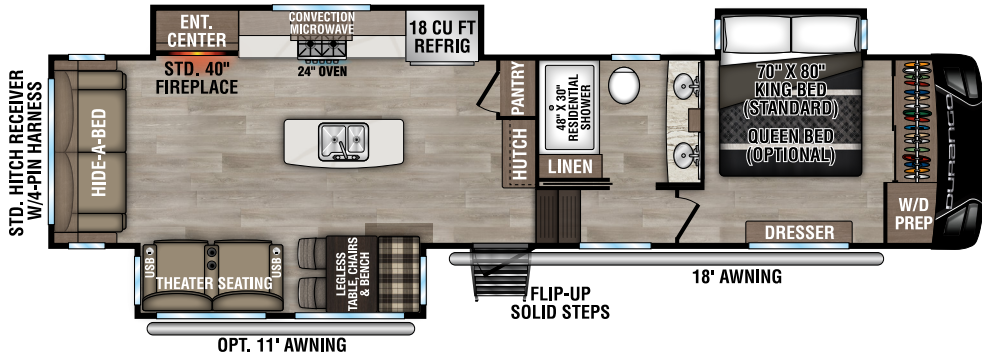 STD. HITCH RECEIVER
W/4-PIN HARNESS
HIDE-A-BED
ENT.
CENTER
STD. 40"
FIREPLACE
CONVECTION
MICROWAVE
24" OVEN
18 CU FT
REFRIG
PANTRY
HUTCH
48" X 30"
RESIDENTIAL
SHOWER
LINEN
70" X 80"
KING BED
(STANDARD)
QUEEN BED
(OPTIONAL)
W/D
PREP
DURANGO
DRESSER
USB
THEATER SEATING
USB
LEGLESS
TABLE, CHAIRS
& BENCH
FLIP-UP
SOLID STEPS
18' AWNING
OPT. 11' AWNING